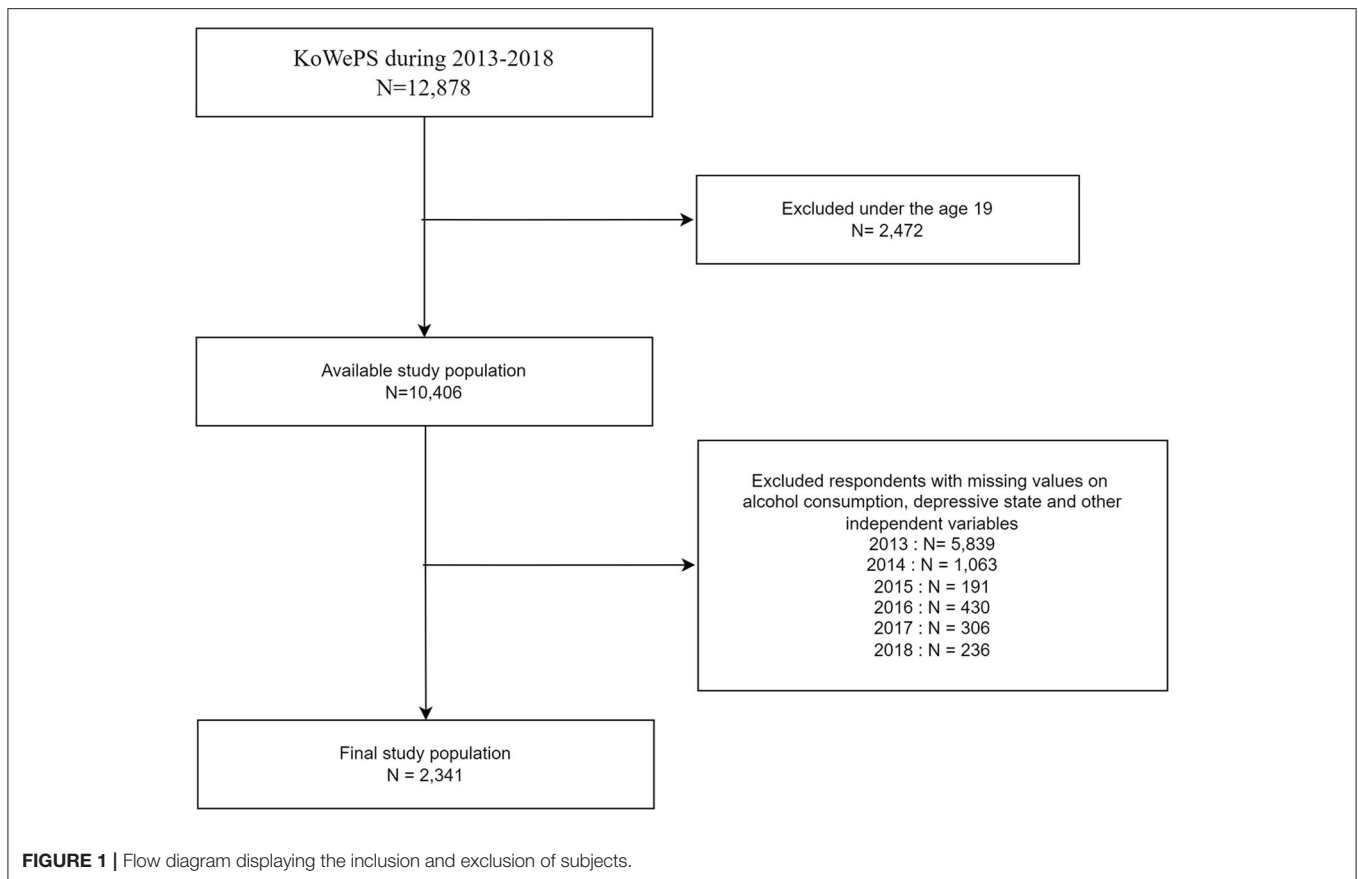 KoWePS during 2013-2018
N=12,878
Excluded under the age 19
N= 2,472
Available study population
N=10,406
Excluded respondents with missing values on
alcohol consumption, depressive state and other
independent variables
2013 : N= 5,839
2014 : N = 1,063
2015 : N = 191
2016 : N = 430
2017 : N = 306
2018 : N = 236
Final study population
N = 2,341
FIGURE 1 | Flow diagram displaying the inclusion and exclusion of subjects.